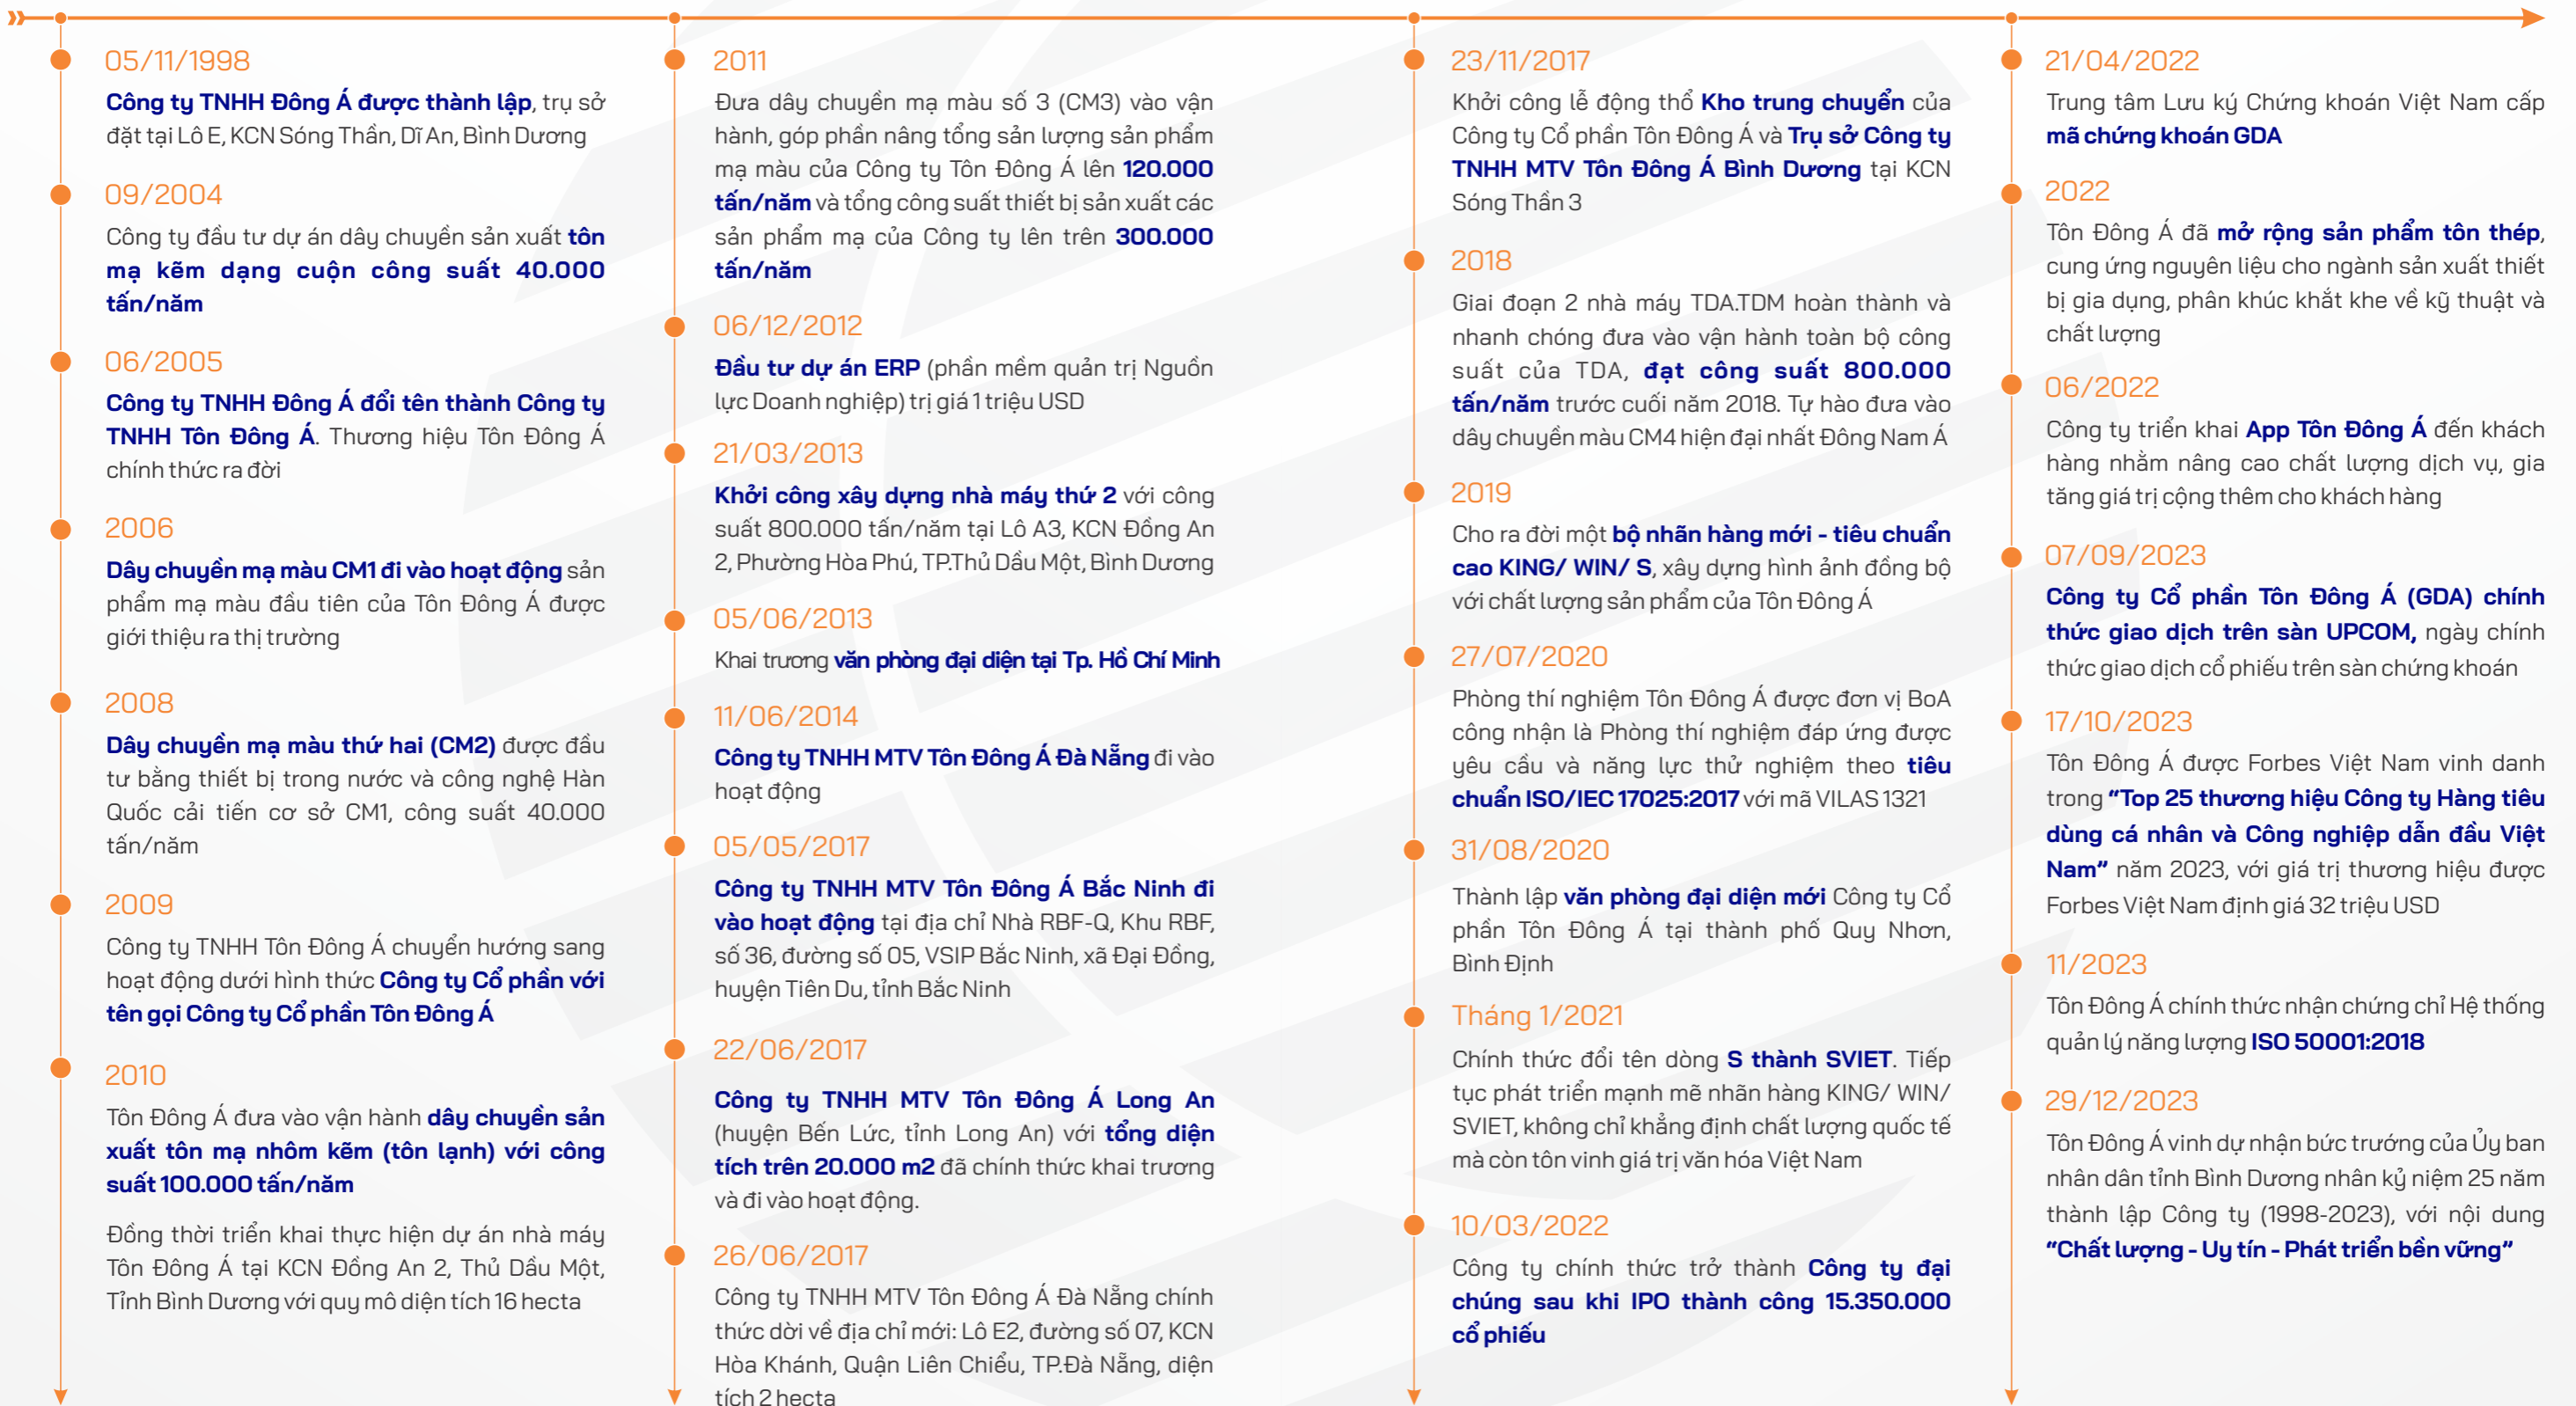 05/11/1998
Công ty TNHH Đông Á được thành lập, trụ sở
đặt tại Lô E, KCN Sóng Thần, Dĩ An, Bình Dương
09/2004
Công ty đầu tư dự án dây chuyền sản xuất tôn
mạ kẽm dạng cuộn công suất 40.000
tấn/năm
06/2005
Công ty TNHH Đông Á đổi tên thành Công ty
TNHH Tôn Đông Á. Thương hiệu Tôn Đông Á
chính thức ra đời
2006
Dây chuyền mạ màu CM1 đi vào hoạt động sản
phẩm mạ màu đầu tiên của Tôn Đông Á được
giới thiệu ra thị trường
2008
Dây chuyền mạ màu thứ hai (CM2) được đầu
tư bằng thiết bị trong nước và công nghệ Hàn
Quốc cải tiến cơ sở CM1, công suất 40.000
tấn/năm
2009
Công ty TNHH Tôn Đông Á chuyển hướng sang
hoạt động dưới hình thức Công ty Cổ phần với
tên gọi Công ty Cổ phần Tôn Đông Á
2010
Tôn Đông Á đưa vào vận hành dây chuyền sản
xuất tôn mạ nhôm kẽm (tôn lạnh) với công
suất 100.000 tấn/năm
Đồng thời triển khai thực hiện dự án nhà máy
Tôn Đông Á tại KCN Đồng An 2, Thủ Dầu Một,
Tỉnh Bình Dương với quy mô diện tích 16 hecta
2011
Đưa dây chuyền mạ màu số 3 (CM3) vào vận
hành, góp phần nâng tổng sản lượng sản phẩm
mạ màu của Công ty Tôn Đông Á lên 120.000
tấn/năm và tổng công suất thiết bị sản xuất các
sản phẩm mạ của Công ty lên trên 300.000
tấn/năm
06/12/2012
Đầu tư dự án ERP (phần mềm quản trị Nguồn
lực Doanh nghiệp) trị giá 1 triệu USD
21/03/2013
Khởi công xây dựng nhà máy thứ 2 với công
suất 800.000 tấn/năm tại Lô A3, KCN Đồng An
2, Phường Hòa Phú, TP.Thủ Dầu Một, Bình Dương
05/06/2013
Khai trương văn phòng đại diện tại Tp. Hồ Chí Minh
11/06/2014
Công ty TNHH MTV Tôn Đông Á Đà Nẵng đi vào
hoạt động
05/05/2017
Công ty TNHH MTV Tôn Đông Á Bắc Ninh đi
vào hoạt động tại địa chỉ Nhà RBF-Q, Khu RBF,
số 36, đường số 05, VSIP Bắc Ninh, xã Đại Đồng,
huyện Tiên Du, tỉnh Bắc Ninh
22/06/2017
Công ty TNHH MTV Tôn Đông Á Long An
(huyện Bến Lức, tỉnh Long An) với tổng diện
tích trên 20.000 m2 đã chính thức khai trương
và đi vào hoạt động.
26/06/2017
Công ty TNHH MTV Tôn Đông Á Đà Nẵng chính
thức dời về địa chỉ mới: Lô E2, đường số 07, KCN
Hòa Khánh, Quận Liên Chiểu, TP.Đà Nẵng, diện
tích 2 hecta
23/11/2017
Khởi công lễ động thổ Kho trung chuyển của
Công ty Cổ phần Tôn Đông Á và Trụ sở Công ty
TNHH MTV Tôn Đông Á Bình Dương tại KCN
Sóng Thần 3
2018
Giai đoạn 2 nhà máy TDA.TDM hoàn thành và
nhanh chóng đưa vào vận hành toàn bộ công
suất của TDA, đạt công suất 800.000
tấn/năm trước cuối năm 2018. Tự hào đưa vào
dây chuyền màu CM4 hiện đại nhất Đông Nam Á
2019
Cho ra đời một bộ nhãn hàng mới - tiêu chuẩn
cao KING/ WIN/ S, xây dựng hình ảnh đồng bộ
với chất lượng sản phẩm của Tôn Đông Á
27/07/2020
Phòng thí nghiệm Tôn Đông Á được đơn vị BoA
công nhận là Phòng thí nghiệm đáp ứng được
yêu cầu và năng lực thử nghiệm theo tiêu
chuẩn ISO/IEC 17025:2017 với mã VILAS 1321
31/08/2020
Thành lập văn phòng đại diện mới Công ty Cổ
phần Tôn Đông Á tại thành phố Quy Nhơn,
Bình Định
Tháng 1/2021
Chính thức đổi tên dòng S thành SVIET. Tiếp
tục phát triển mạnh mẽ nhãn hàng KING/ WIN/
SVIET, không chỉ khẳng định chất lượng quốc tế
mà còn tôn vinh giá trị văn hóa Việt Nam
10/03/2022
Công ty chính thức trở thành Công ty đại
chúng sau khi IPO thành công 15.350.000
cổ phiếu
21/04/2022
Trung tâm Lưu ký Chứng khoán Việt Nam cấp
mã chứng khoán GDA
2022
Tôn Đông Á đã mở rộng sản phẩm tôn thép,
cung ứng nguyên liệu cho ngành sản xuất thiết
bị gia dụng, phân khúc khắt khe về kỹ thuật và
chất lượng
06/2022
Công ty triển khai App Tôn Đông Á đến khách
hàng nhằm nâng cao chất lượng dịch vụ, gia
tăng giá trị cộng thêm cho khách hàng
07/09/2023
Công ty Cổ phần Tôn Đông Á (GDA) chính
thức giao dịch trên sàn UPCOM, ngày chính
thức giao dịch cổ phiếu trên sàn chứng khoán
17/10/2023
Tôn Đông Á được Forbes Việt Nam vinh danh
trong “Top 25 thương hiệu Công ty Hàng tiêu
dùng cá nhân và Công nghiệp dẫn đầu Việt
Nam” năm 2023, với giá trị thương hiệu được
Forbes Việt Nam định giá 32 triệu USD
11/2023
Tôn Đông Á chính thức nhận chứng chỉ Hệ thống
quản lý năng lượng ISO 50001:2018
29/12/2023
Tôn Đông Á vinh dự nhận bức trướng của Ủy ban
nhân dân tỉnh Bình Dương nhân kỷ niệm 25 năm
thành lập Công ty (1998-2023), với nội dung
“Chất lượng - Uy tín - Phát triển bền vững”